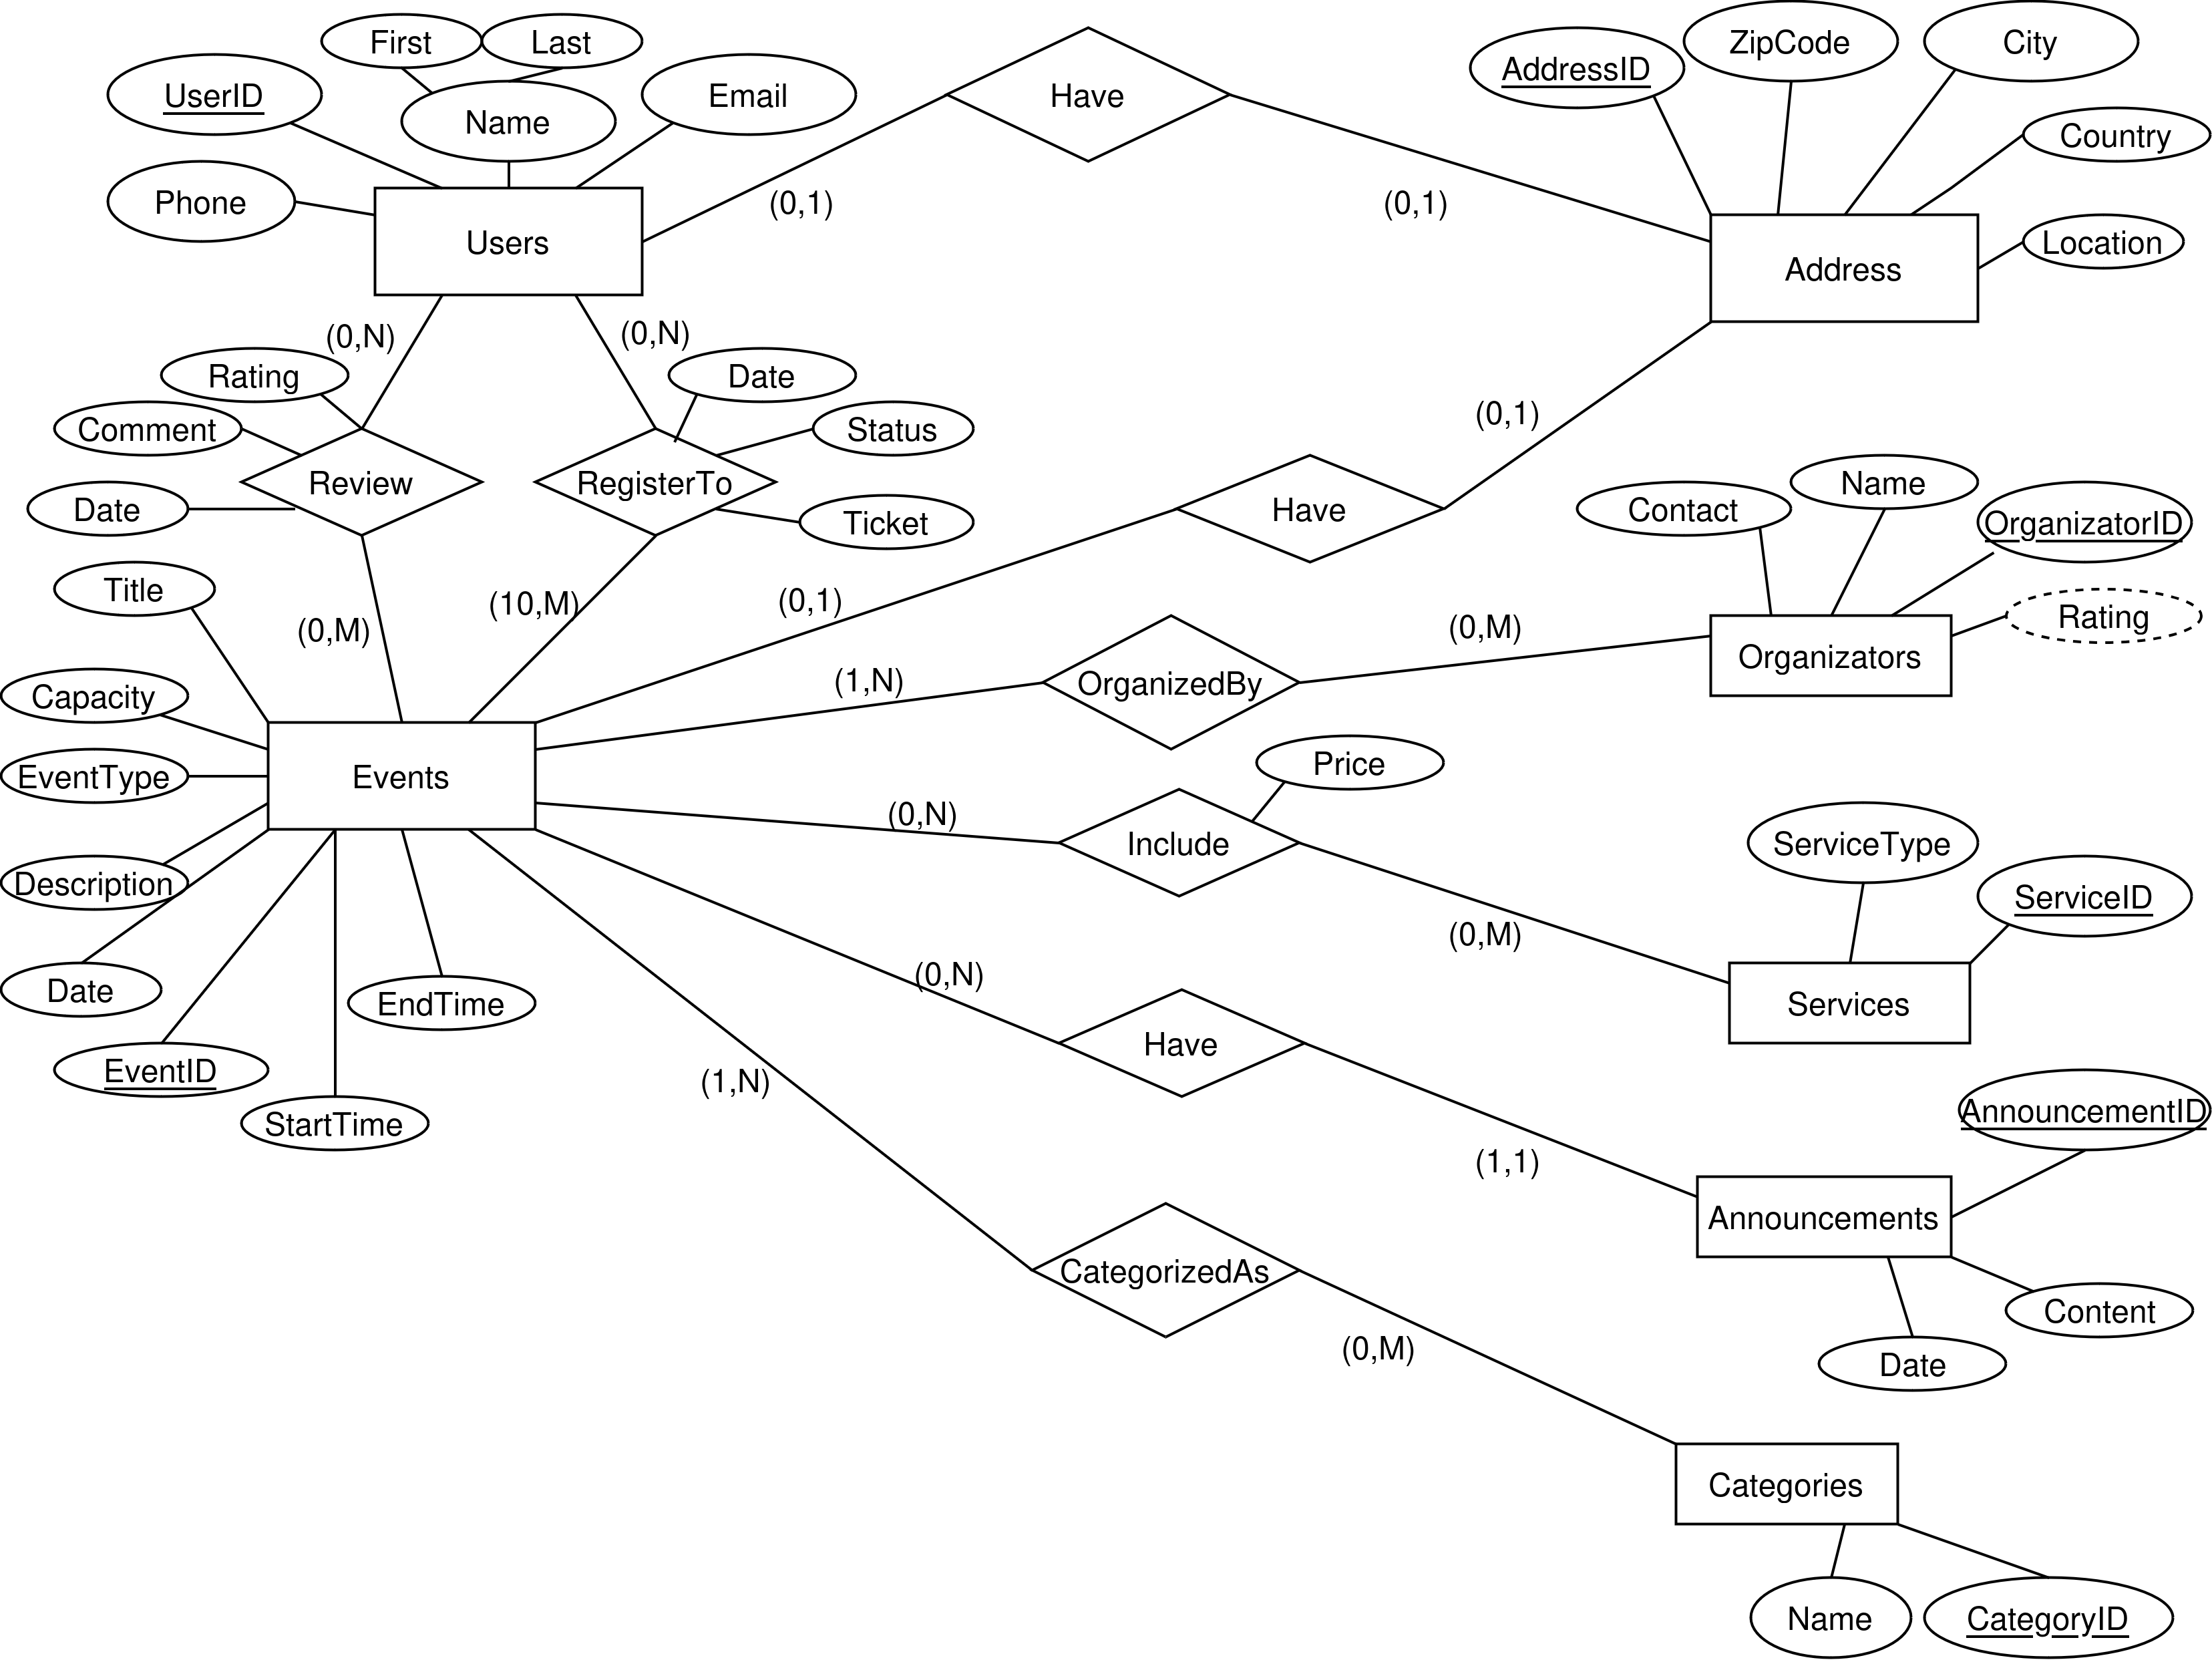 First
Last
UserID
Name
Email
Phone
Users
Have
(0,1)
(0,1)
AddressID
ZipCode
City
Country
Location
Address
(0,N)
(0,N)
Rating
Comment
Date
Review
Date
Status
RegisterTo
Ticket
(0,M)
(10,M)
(0,1)
Have
(0,1)
Contact
Name
OrganizatorID
Rating
Organizators
Title
Capacity
EventType
Events
Description
Date
EventID
StartTime
EndTime
(1,N)
OrganizedBy
(0,M)
Price
(0,N)
Include
(0,M)
ServiceType
ServiceID
Services
(0,N)
Have
(1,1)
AnnouncementID
Announcements
Content
Date
(1,N)
CategorizedAs
(0,M)
Categories
Name
CategoryID